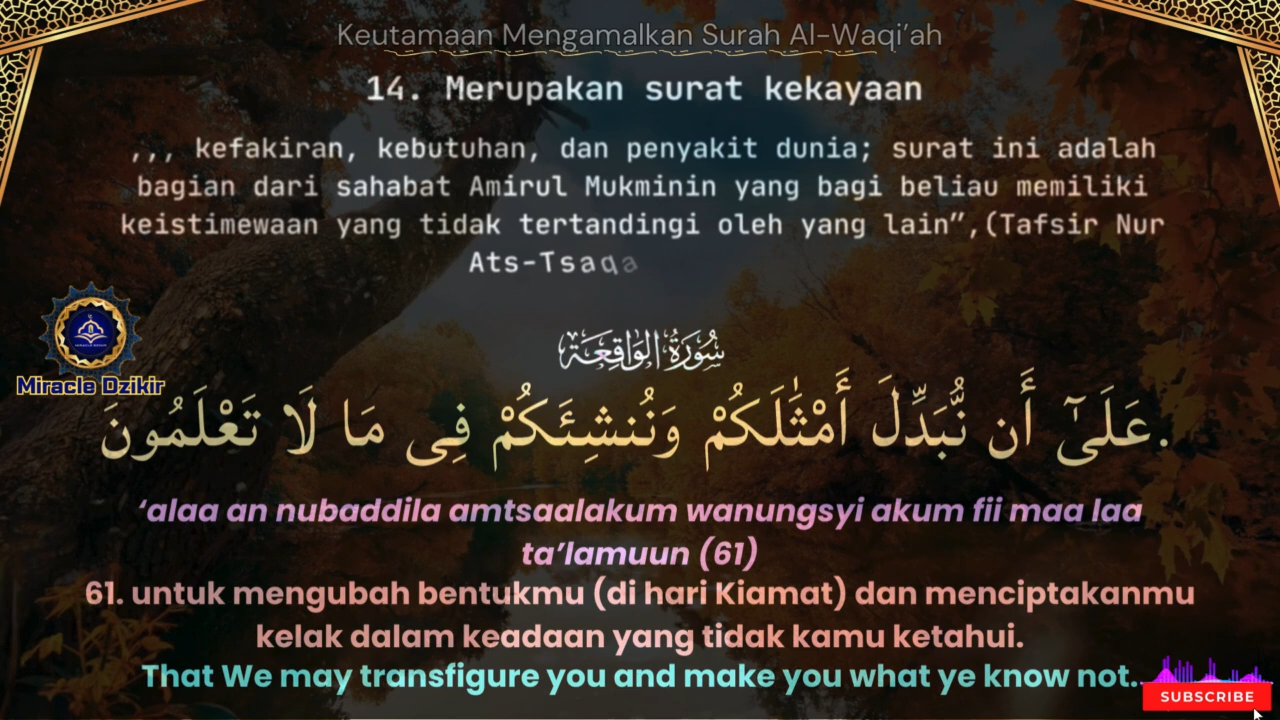 Keutamaan Mengamalkan Surah Al-Waqi’ah
14. Merupakan surat kekayaan
,,, kefakiran, kebutuhan, dan penyakit dunia; surat ini adalah
bagian dari sahabat Amirul Mukminin yang bagi beliau memiliki
keistimewaan yang tidak tertandingi oleh yang lain”,(Tafsir Nur
Ats-Tsaqa
سُورَةُ الوَاقِعَة
Miracle Dzikir
عَلَىٰٓ أَن نُّبَدِّلَ أَمْثَٰلَكُمْ وَنُنشِئَكُمْ فِى مَا لَا تَعْلَمُونَ.
‘alaa an nubaddila amtsaalakum wanungsyi akum fii maa laa
ta’lamuun (61)
61. untuk mengubah bentukmu (di hari Kiamat) dan menciptakanmu
kelak dalam keadaan yang tidak kamu ketahui.
That We may transfigure you and make you what ye know not..
SUBSCRIBE